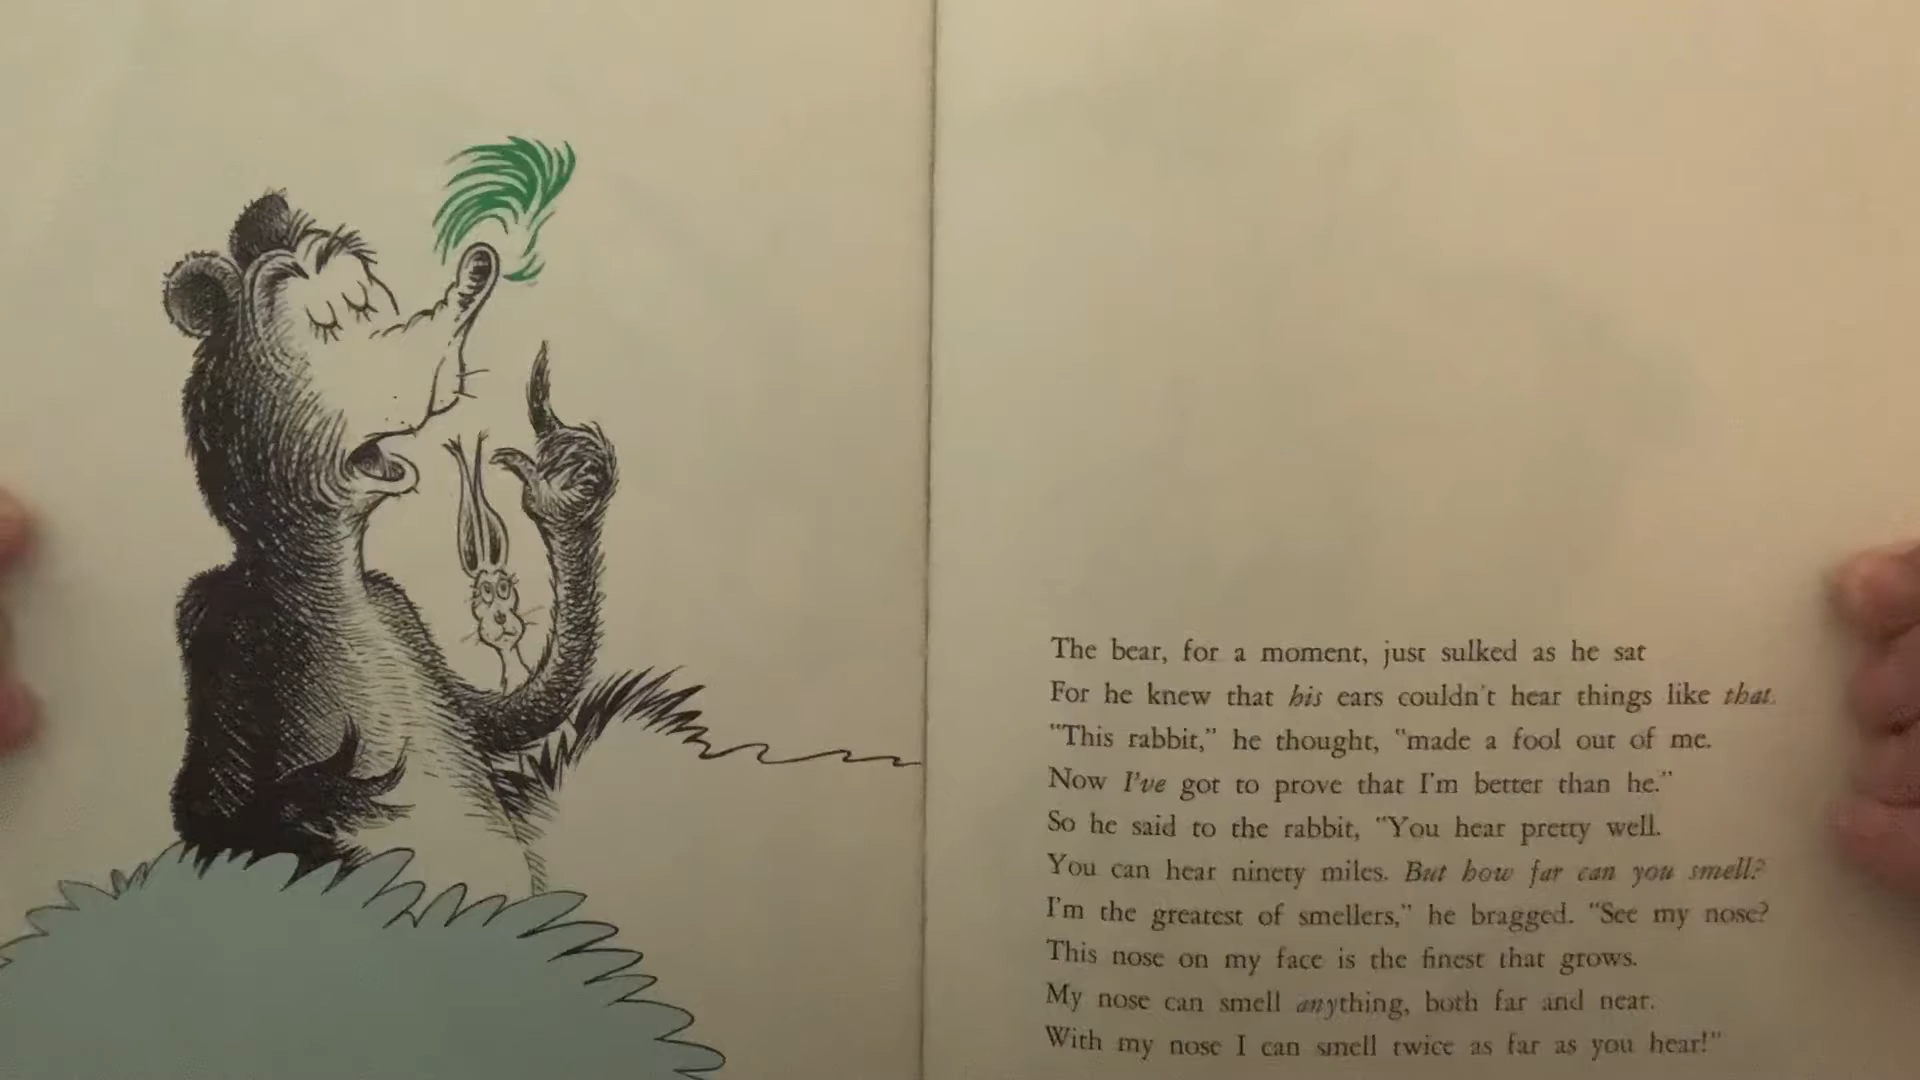 The bear, for a moment, just sulked as he sat
For he knew that his ears couldn't hear things like that.
"This rabbit," he thought, "made a fool out of me.
Now I've got to prove that I'm better than he."
So he said to the rabbit, "You hear pretty well.
You can hear ninety miles. But how far can you smell?
I'm the greatest of smellers," he bragged. "See my nose?
This nose on my face is the finest that grows.
My nose can smell anything, both far and near.
With my nose I can smell twice as far as you hear!"